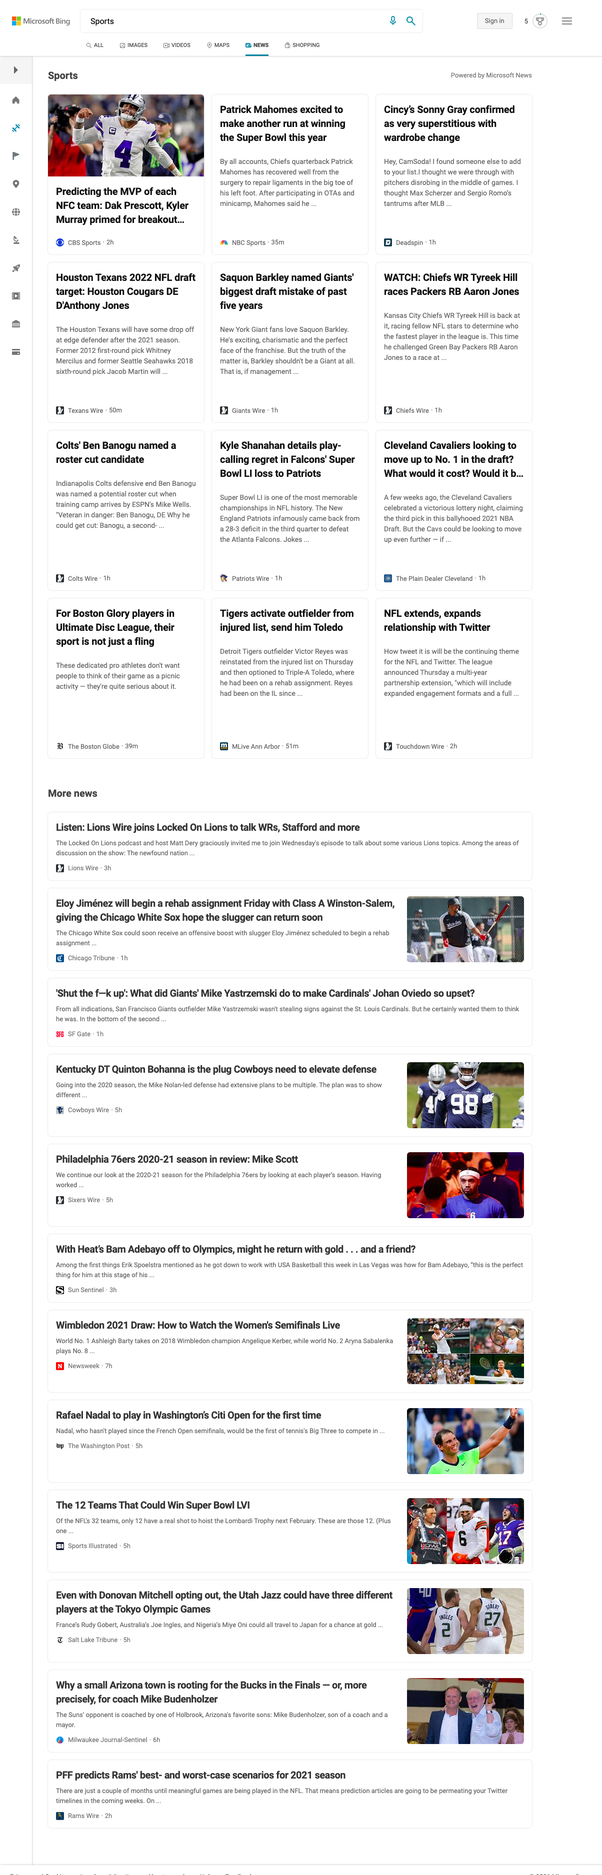 Microsoft Bing
Sports
Sign in
5
ALL
IMAGES
VIDEOS
MAPS
NEWS
SHOPPING
Sports
Powered by Microsoft News
Predicting the MVP of each
NFC team: Dak Prescott, Kyler
Murray primed for breakout...
CBS Sports · 2h
Patrick Mahomes excited to
make another run at winning
the Super Bowl this year
By all accounts, Chiefs quarterback Patrick
Mahomes has recovered well from the
surgery to repair ligaments in the big toe of
his left foot. After participating in OTAs and
minicamp, Mahomes said he ...
NBC Sports · 35m
Cincy's Sonny Gray confirmed
as very superstitious with
wardrobe change
Hey, CamSoda! I found someone else to add
to your list.I thought we were through with
pitchers disrobing in the middle of games. I
thought Max Scherzer and Sergio Romo's
tantrums after MLB ...
Deadspin · 1h
Houston Texans 2022 NFL draft
target: Houston Cougars DE
D'Anthony Jones
The Houston Texans will have some drop off
at edge defender after the 2021 season.
Former 2012 first-round pick Whitney
Mercilus and former Seattle Seahawks 2018
sixth-round pick Jacob Martin will ...
Texans Wire · 50m
Saquon Barkley named Giants'
biggest draft mistake of past
five years
New York Giant fans love Saquon Barkley.
He's exciting, charismatic and the perfect
face of the franchise. But the truth of the
matter is, Barkley shouldn't be a Giant at all.
That is, if management ...
Giants Wire · 1h
WATCH: Chiefs WR Tyreek Hill
races Packers RB Aaron Jones
Kansas City Chiefs WR Tyreek Hill is back at
it, racing fellow NFL stars to determine who
the fastest player in the league is. This time
he challenged Green Bay Packers RB Aaron
Jones to a race at ...
Chiefs Wire · 1h
Colts' Ben Banogu named a
roster cut candidate
Indianapolis Colts defensive end Ben Banogu
was named a potential roster cut when
training camp arrives by ESPN's Mike Wells.
"Veteran in danger: Ben Banogu, DE Why he
could get cut: Banogu, a second- ...
Colts Wire · 1h
Kyle Shanahan details play-
calling regret in Falcons' Super
Bowl LI loss to Patriots
Super Bowl LI is one of the most memorable
championships in NFL history. The New
England Patriots infamously came back from
a 28-3 deficit in the third quarter to defeat
the Atlanta Falcons. Jokes ...
Patriots Wire · 1h
Cleveland Cavaliers looking to
move up to No. 1 in the draft?
What would it cost? Would it b...
A few weeks ago, the Cleveland Cavaliers
celebrated a victorious lottery night, claiming
the third pick in this ballyhooed 2021 NBA
Draft. But the Cavs could be looking to move
up even further — if ...
The Plain Dealer Cleveland · 1h
For Boston Glory players in
Ultimate Disc League, their
sport is not just a fling
These dedicated pro athletes don't want
people to think of their game as a picnic
activity — they're quite serious about it.
The Boston Globe · 39m
Tigers activate outfielder from
injured list, send him Toledo
Detroit Tigers outfielder Victor Reyes was
reinstated from the injured list on Thursday
and then optioned to Triple-A Toledo, where
he had been on a rehab assignment. Reyes
had been on the IL since ...
MLive Ann Arbor · 51m
NFL extends, expands
relationship with Twitter
How tweet it is will be the continuing theme
for the NFL and Twitter. The league
announced Thursday a multi-year
partnership extension, "which will include
expanded engagement formats and a full ...
Touchdown Wire · 2h
More news
Listen: Lions Wire joins Locked On Lions to talk WRs, Stafford and more
The Locked On Lions podcast and host Matt Dery graciously invited me to join Wednesday's episode to talk about some various Lions topics. Among the areas of
discussion on the show: The newfound nation ...
Lions Wire · 3h
Eloy Jiménez will begin a rehab assignment Friday with Class A Winston-Salem,
giving the Chicago White Sox hope the slugger can return soon
The Chicago White Sox could soon receive an offensive boost with slugger Eloy Jiménez scheduled to begin a rehab
assignment ...
Chicago Tribune · 1h
'Shut the f—k up': What did Giants' Mike Yastrzemski do to make Cardinals' Johan Oviedo so upset?
From all indications, San Francisco Giants outfielder Mike Yastrzemski wasn't stealing signs against the St. Louis Cardinals. But he certainly wanted them to think
he was. In the bottom of the second ...
SF Gate · 1h
Kentucky DT Quinton Bohanna is the plug Cowboys need to elevate defense
Going into the 2020 season, the Mike Nolan-led defense had extensive plans to be multiple. The plan was to show
different ...
Cowboys Wire · 5h
Philadelphia 76ers 2020-21 season in review: Mike Scott
We continue our look at the 2020-21 season for the Philadelphia 76ers by looking at each player's season. Having
worked ...
Sixers Wire · 5h
With Heat's Bam Adebayo off to Olympics, might he return with gold . . . and a friend?
Among the first things Erik Spoelstra mentioned as he got down to work with USA Basketball this week in Las Vegas was how for Bam Adebayo, "this is the perfect
thing for him at this stage of his ...
Sun Sentinel · 3h
Wimbledon 2021 Draw: How to Watch the Women's Semifinals Live
World No. 1 Ashleigh Barty takes on 2018 Wimbledon champion Angelique Kerber, while world No. 2 Aryna Sabalenka
plays No. 8 ...
Newsweek · 7h
Rafael Nadal to play in Washington's Citi Open for the first time
Nadal, who hasn't played since the French Open semifinals, would be the first of tennis's Big Three to compete in ...
The Washington Post · 5h
The 12 Teams That Could Win Super Bowl LVI
Of the NFL's 32 teams, only 12 have a real shot to hoist the Lombardi Trophy next February. These are those 12. (Plus
one ...
Sports Illustrated · 5h
Even with Donovan Mitchell opting out, the Utah Jazz could have three different
players at the Tokyo Olympic Games
France's Rudy Gobert, Australia's Joe Ingles, and Nigeria's Miye Oni could all travel to Japan for a chance at gold ...
Salt Lake Tribune · 5h
Why a small Arizona town is rooting for the Bucks in the Finals — or, more
precisely, for coach Mike Budenholzer
The Suns' opponent is coached by one of Holbrook, Arizona's favorite sons: Mike Budenholzer, son of a coach and a
mayor.
Milwaukee Journal-Sentinel · 6h
PFF predicts Rams' best- and worst-case scenarios for 2021 season
There are just a couple of months until meaningful games are being played in the NFL. That means prediction articles are going to be permeating your Twitter
timelines in the coming weeks. On ...
Rams Wire · 2h